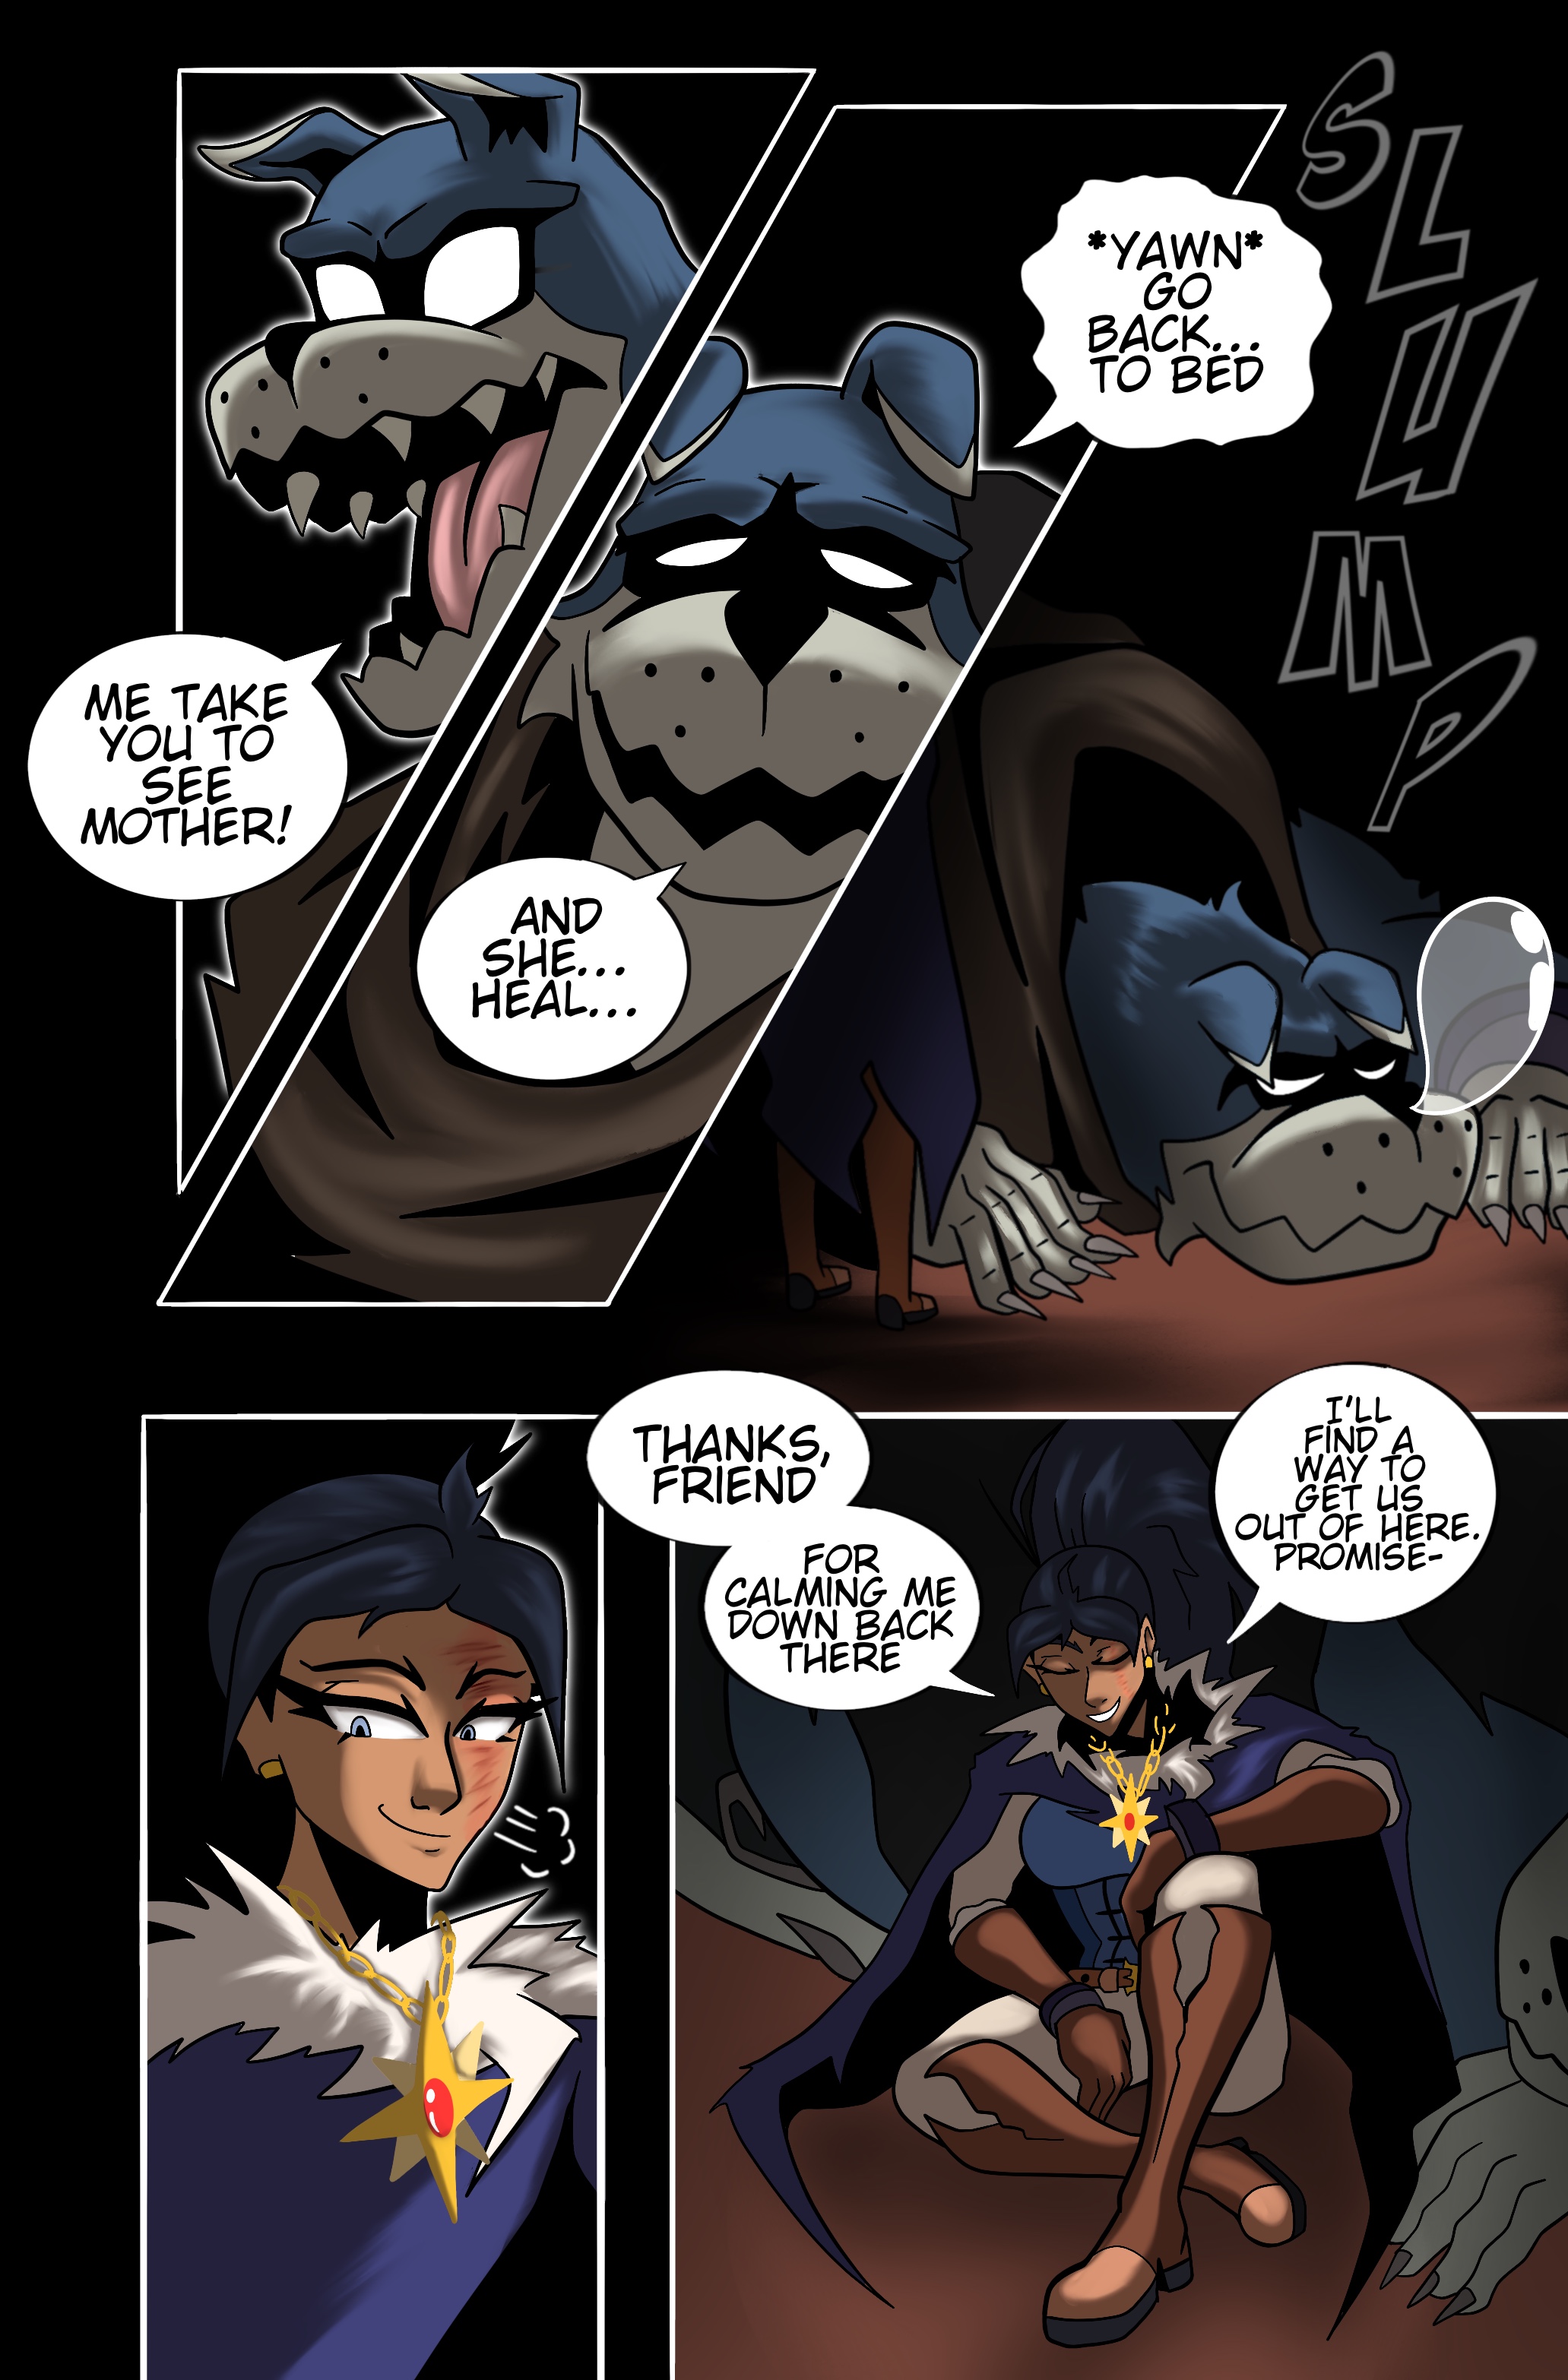 ME TAKE
YOU TO
SEE
MOTHER!
AND
SHE...
HEAL...
*YAWN*
GO
BACK...
TO BED
SLUMP
THANKS,
FRIEND
FOR
CALMING ME
DOWN BACK
THERE
I'LL
FIND A
WAY TO
GET US
OUT OF HERE.
PROMISE-